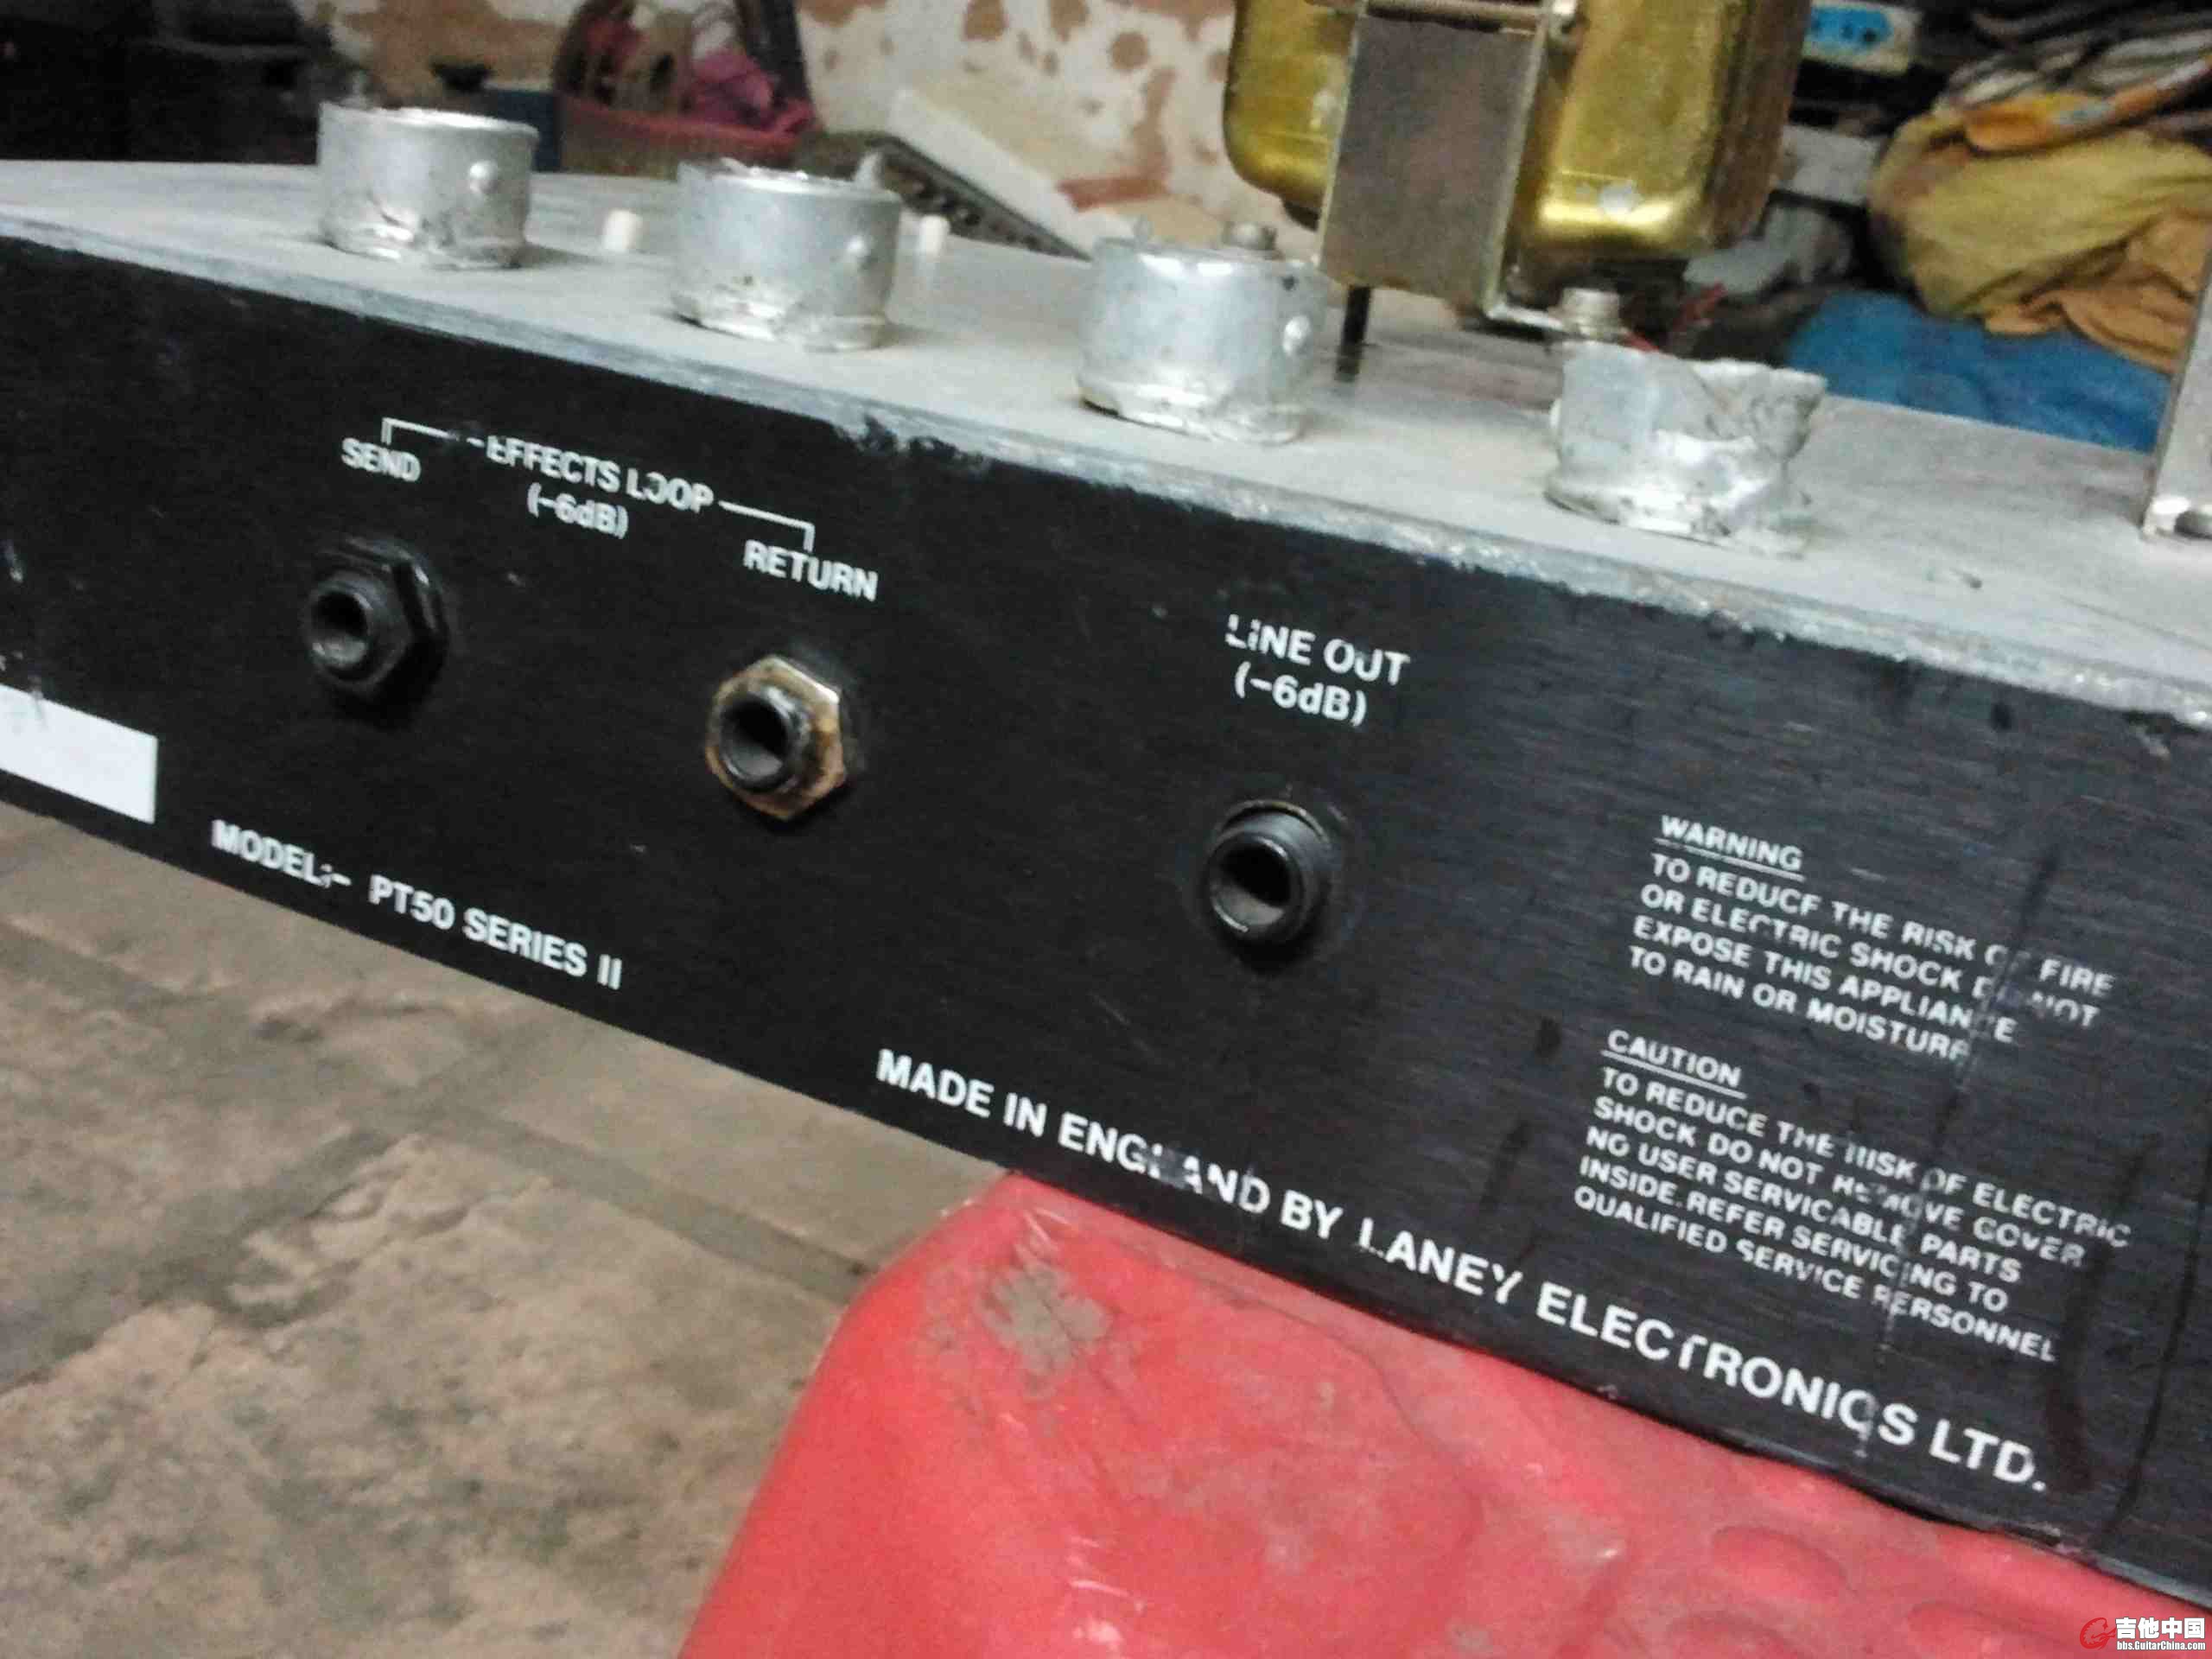 EFFECTS LOOP
(-6dB)
SEND
RETURN
LINE OUT
(-6dB)
MODEL:- PT50 SERIES II
MADE IN ENGLAND BY LANEY ELECTRONICS LTD.
WARNING
TO REDUCE THE RISK OF FIRE
OR ELECTRIC SHOCK DO NOT
EXPOSE THIS APPLIANCE
TO RAIN OR MOISTURE
CAUTION
TO REDUCE THE RISK OF ELECTRIC
SHOCK DO NOT REMOVE COVER
NO USER SERVICABLE PARTS
INSIDE.REFER SERVICING TO
QUALIFIED SERVICE PERSONNEL
吉他中国
bbs.GuitarChina.com